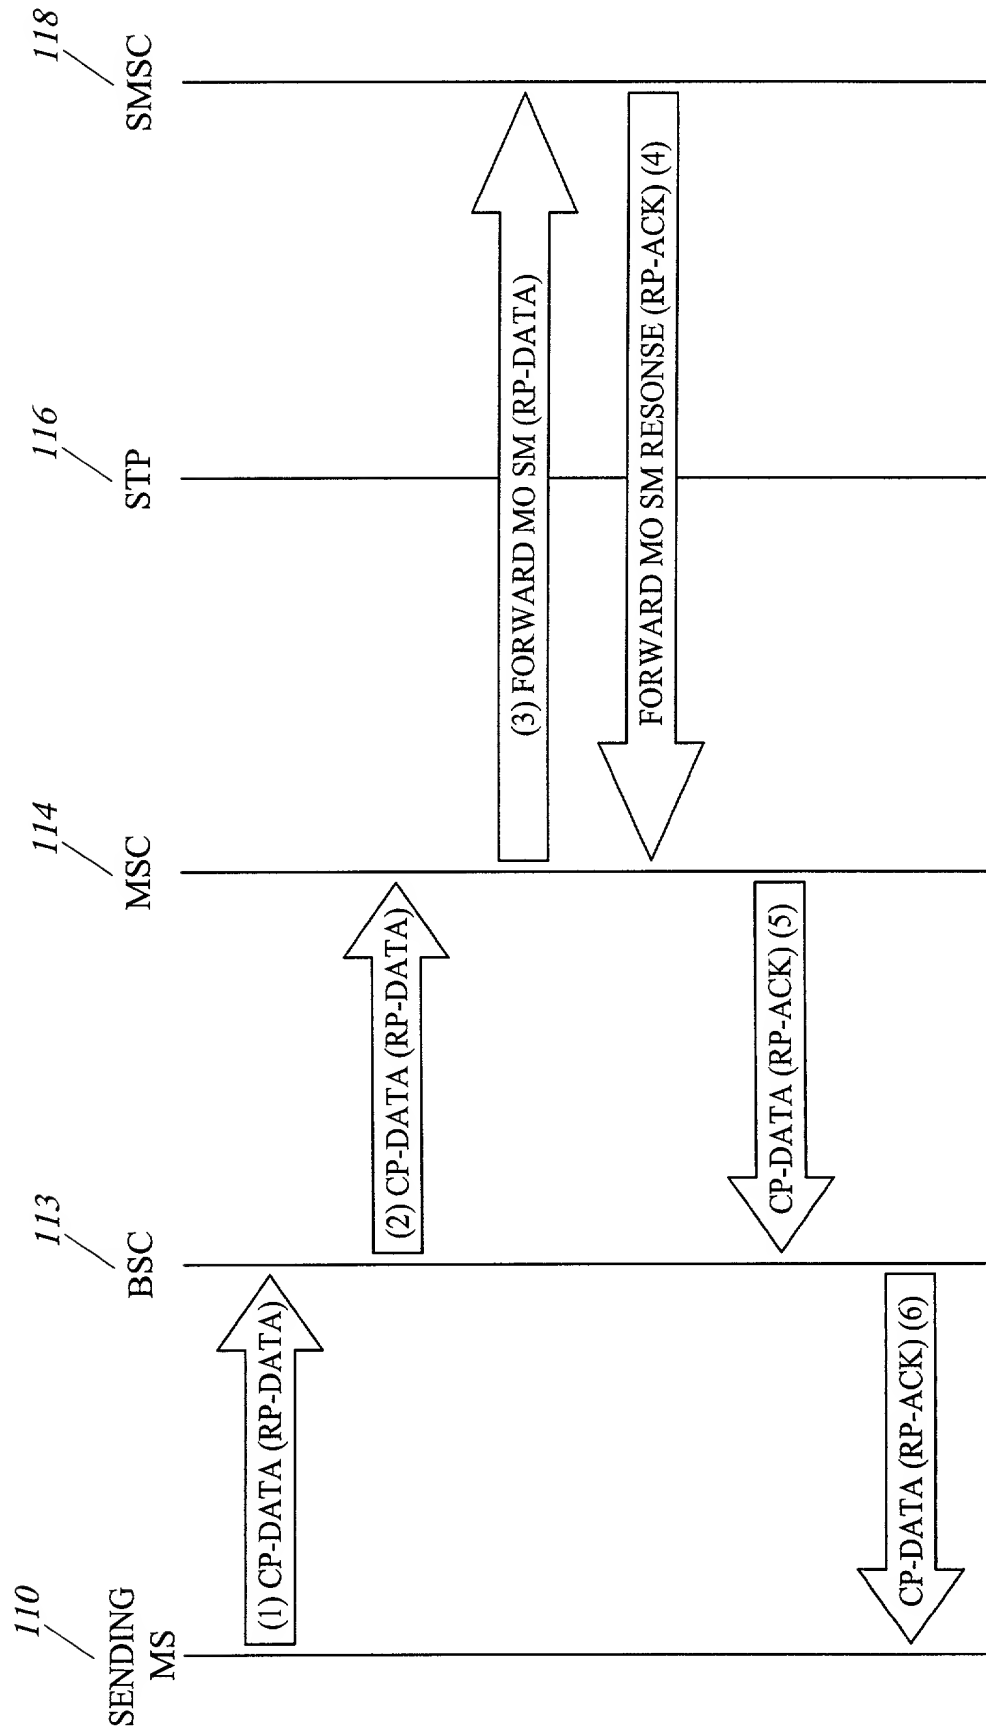 110
SENDING
MS
113
BSC
114
MSC
116
STP
118
SMSC
(1) CP-DATA (RP-DATA)
(2) CP-DATA (RP-DATA)
(3) FORWARD MO SM (RP-DATA)
FORWARD MO SM RESONSE (RP-ACK) (4)
CP-DATA (RP-ACK) (5)
CP-DATA (RP-ACK) (6)